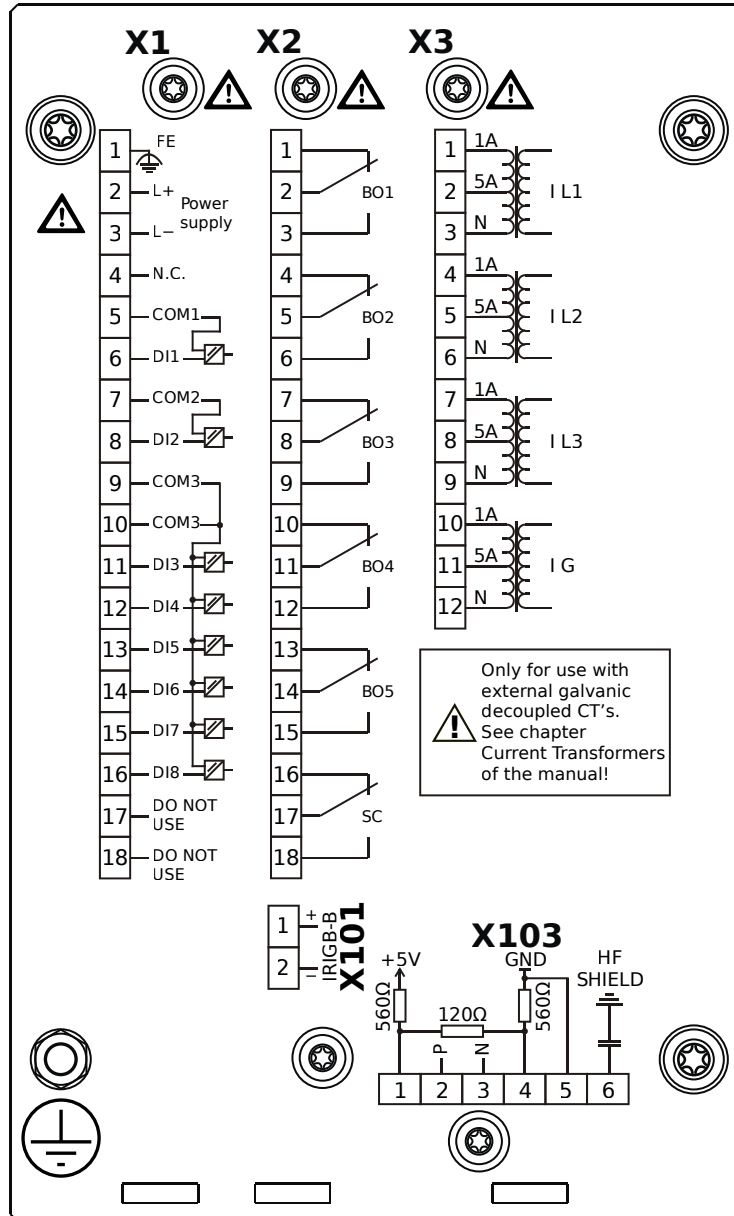 X1 X2 X3
1 FE
2 L+
Power
supply
3 L−
4 N.C.
5 COM1
6 DI1
7 COM2
8 DI2
9 COM3
10 COM3
11 DI3
12 DI4
13 DI5
14 DI6
15 DI7
16 DI8
17 DO NOT
USE
18 DO NOT
USE
1
2 BO1
3
4
5 BO2
6
7
8 BO3
9
10
11 BO4
12
13
14 BO5
15
16
17 SC
18
1 1A
2 5A I L1
3 N
4 1A
5 5A I L2
6 N
7 1A
8 5A I L3
9 N
10 1A
11 5A I G
12 N
Only for use with
external galvanic
decoupled CT's.
See chapter
Current Transformers
of the manual!
1 +
2 −
IRIGB-B
X101
X103
+5V GND HF
SHIELD
560Ω 120Ω 560Ω
P N
1 2 3 4 5 6